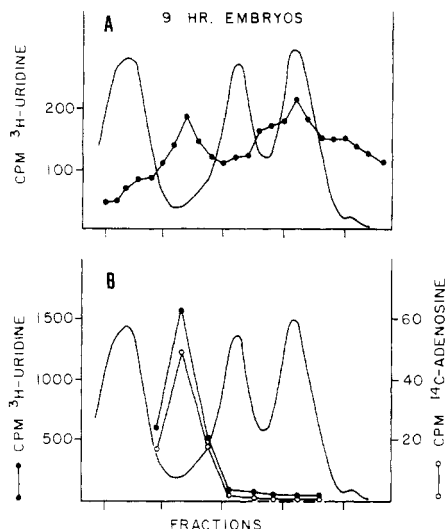 A
9 HR. EMBRYOS
CPM ³H-URIDINE
200
100
B
CPM ³H-URIDINE
1500
1000
500
60
40
20
CPM ¹⁴C-ADENOSINE
FRACTIONS